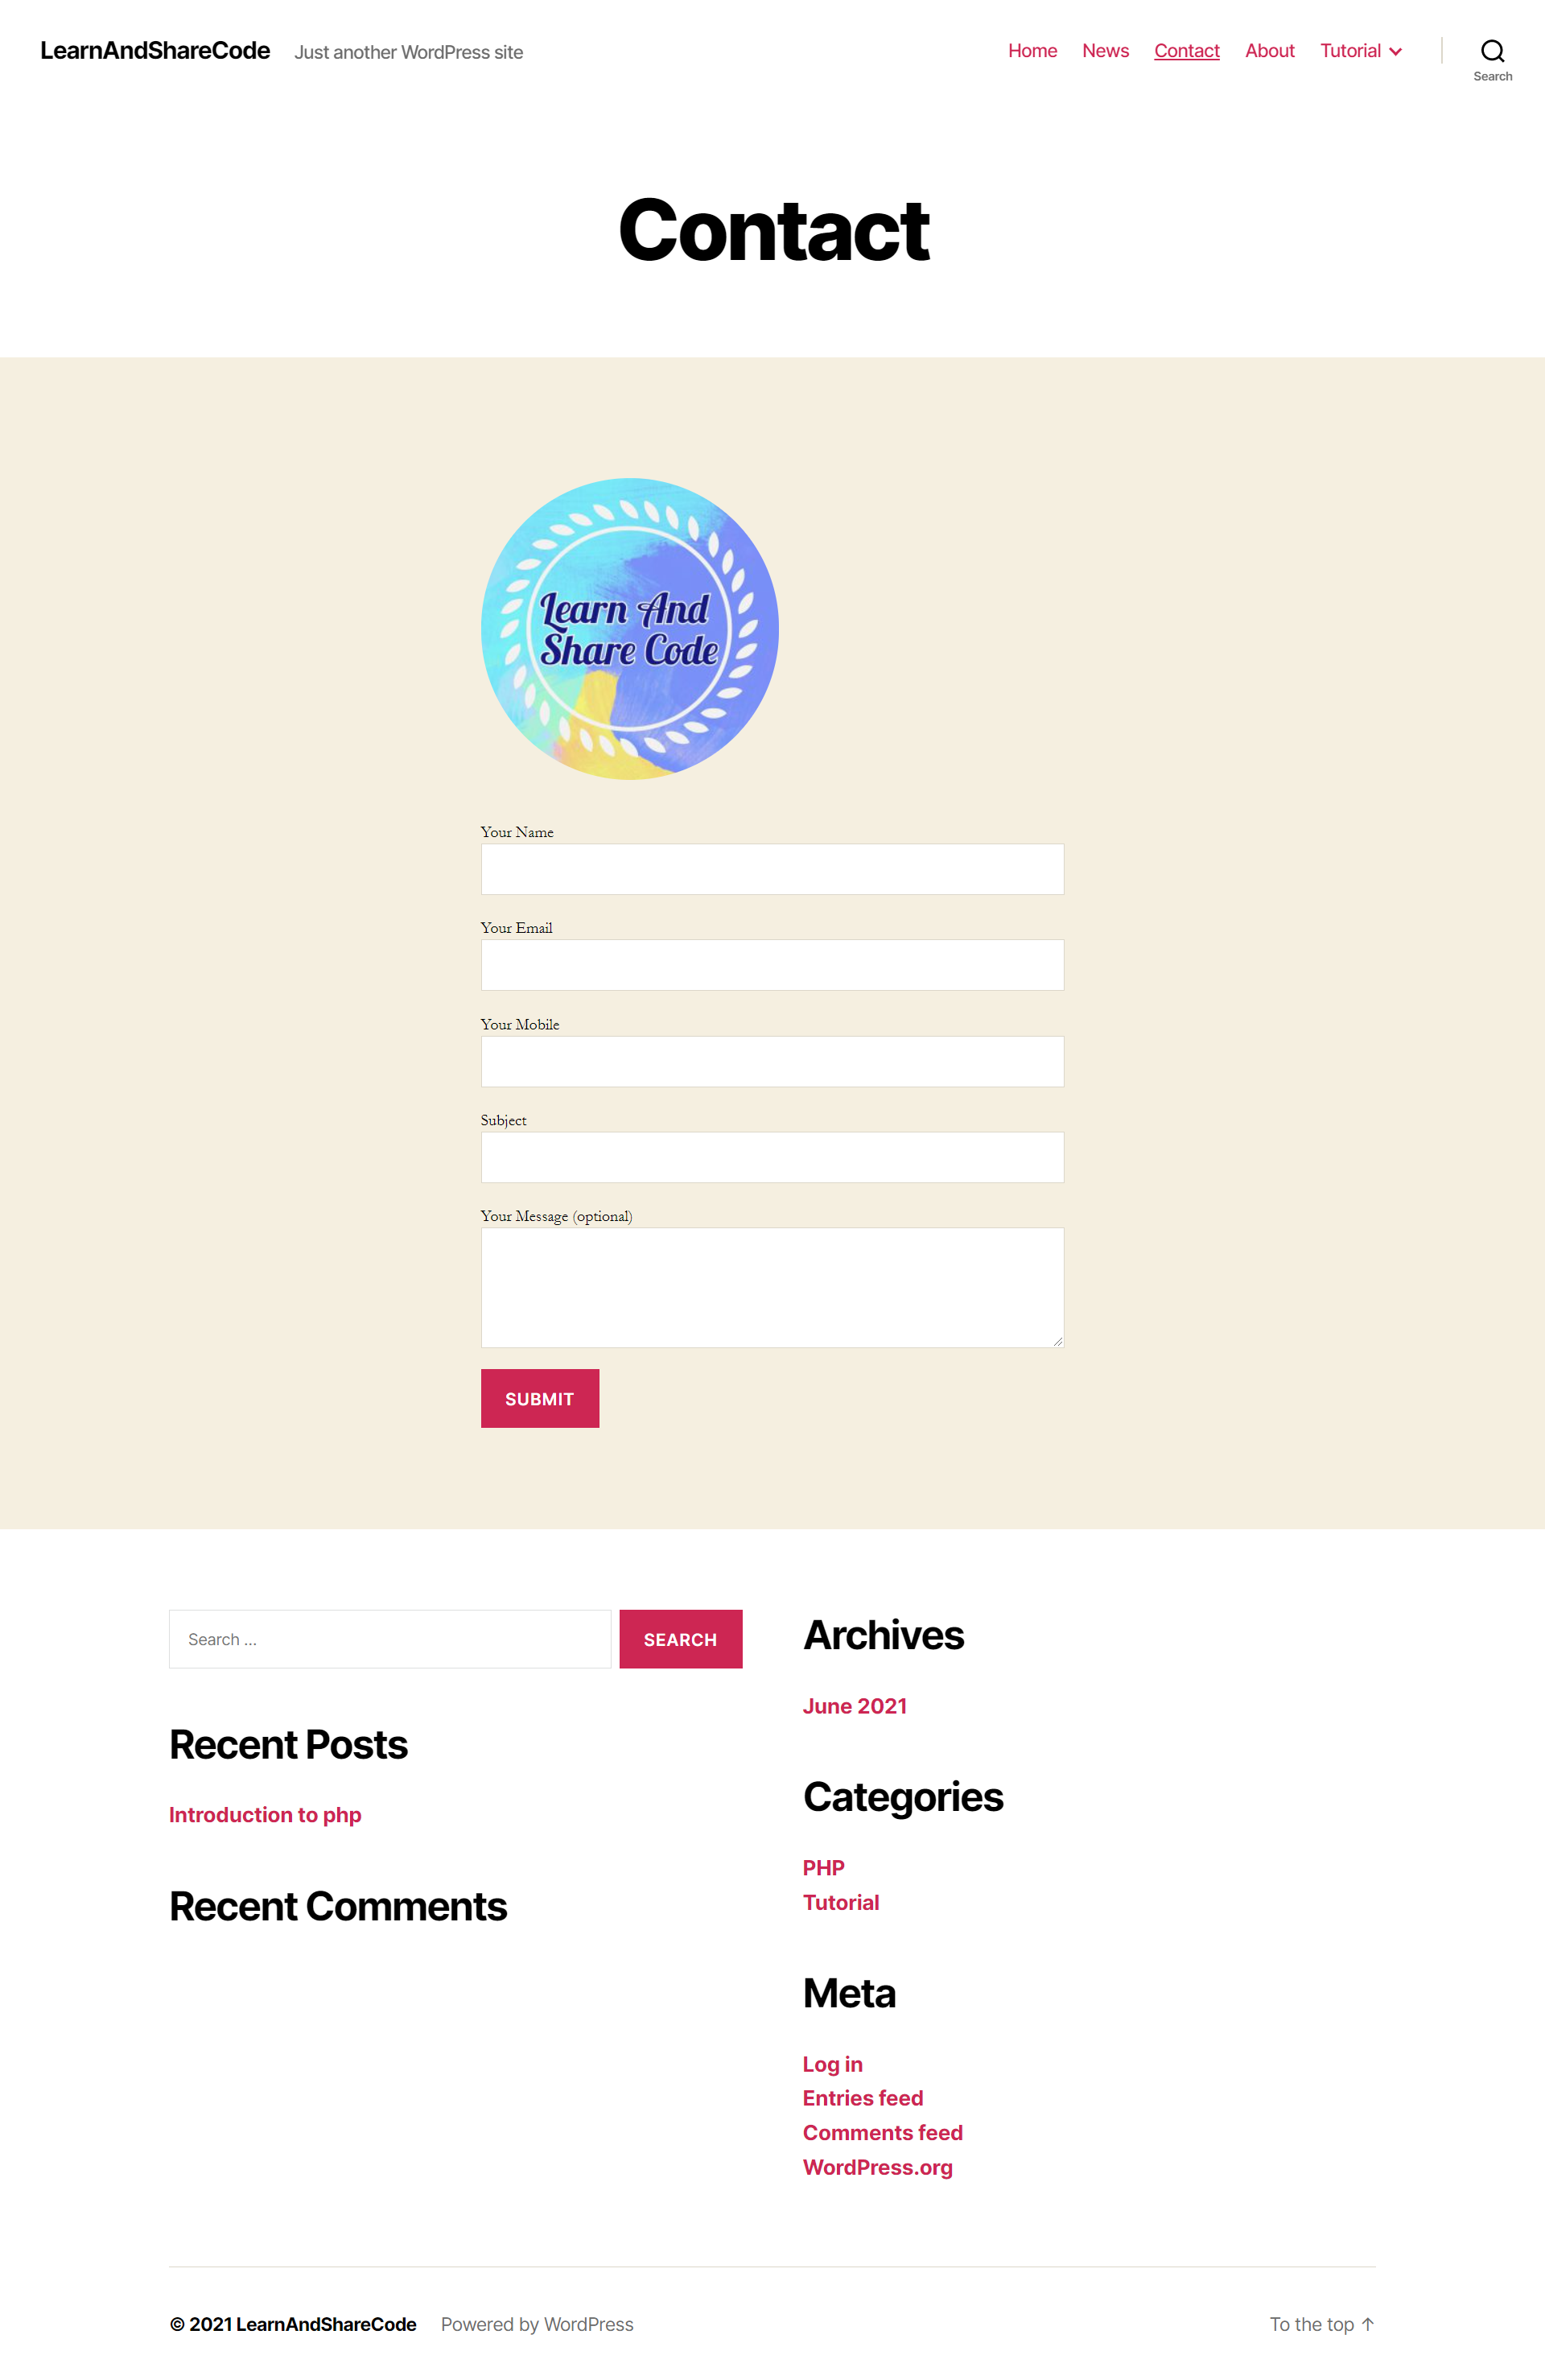 LearnAndShareCode Just another WordPress site Home News Contact About Tutorial
Search
Contact
Learn And
Share Code
Your Name
Your Email
Your Mobile
Subject
Your Message (optional)
SUBMIT
Search …
SEARCH
Recent Posts
Introduction to php
Recent Comments
Archives
June 2021
Categories
PHP
Tutorial
Meta
Log in
Entries feed
Comments feed
WordPress.org
© 2021 LearnAndShareCode Powered by WordPress To the top ↑